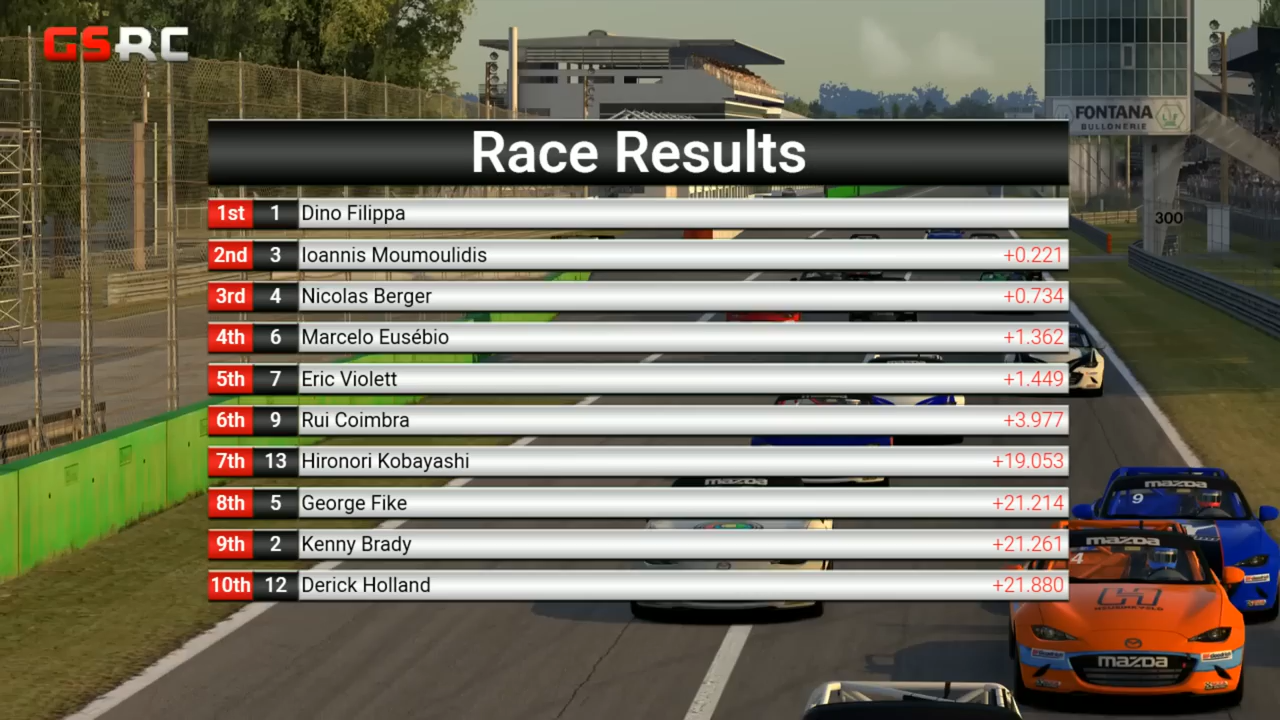 GSRC
FONTANA
BULLONERIE
Race Results
300
1st 1 Dino Filippa
2nd 3 Ioannis Moumoulidis +0.221
3rd 4 Nicolas Berger +0.734
4th 6 Marcelo Eusébio +1.362
5th 7 Eric Violett +1.449
6th 9 Rui Coimbra +3.977
7th 13 Hironori Kobayashi +19.053
mazda
mazda
9
8th 5 George Fike +21.214
9th 2 Kenny Brady +21.261
mazda
4
10th 12 Derick Holland +21.880
mazda